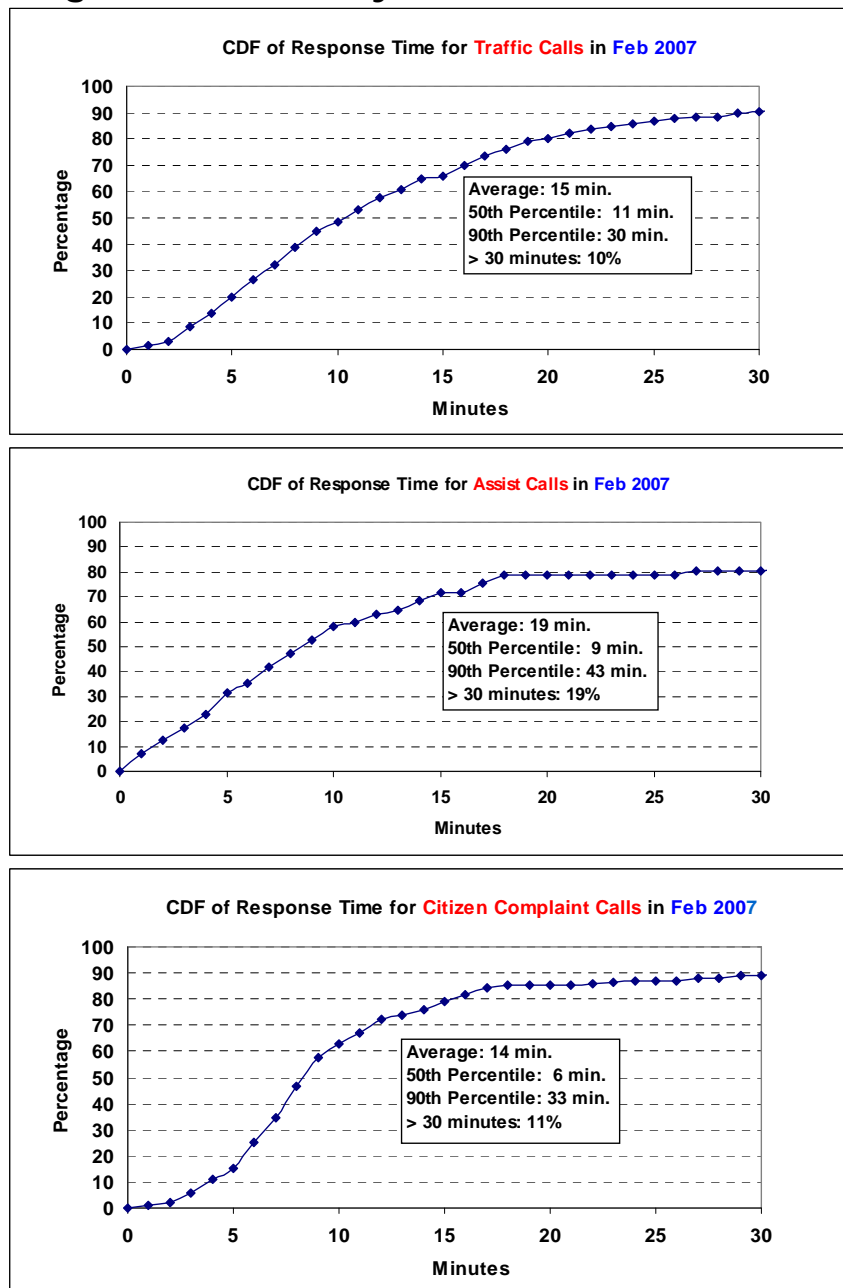 CDF of Response Time for Traffic Calls in Feb 2007
100
90
80
70
60
50
40
30
20
10
0
Percentage
Average: 15 min.
50th Percentile: 11 min.
90th Percentile: 30 min.
> 30 minutes: 10%
0 5 10 15 20 25 30
Minutes
CDF of Response Time for Assist Calls in Feb 2007
100
90
80
70
60
50
40
30
20
10
0
Percentage
Average: 19 min.
50th Percentile: 9 min.
90th Percentile: 43 min.
> 30 minutes: 19%
0 5 10 15 20 25 30
Minutes
CDF of Response Time for Citizen Complaint Calls in Feb 2007
100
90
80
70
60
50
40
30
20
10
0
Percentage
Average: 14 min.
50th Percentile: 6 min.
90th Percentile: 33 min.
> 30 minutes: 11%
0 5 10 15 20 25 30
Minutes